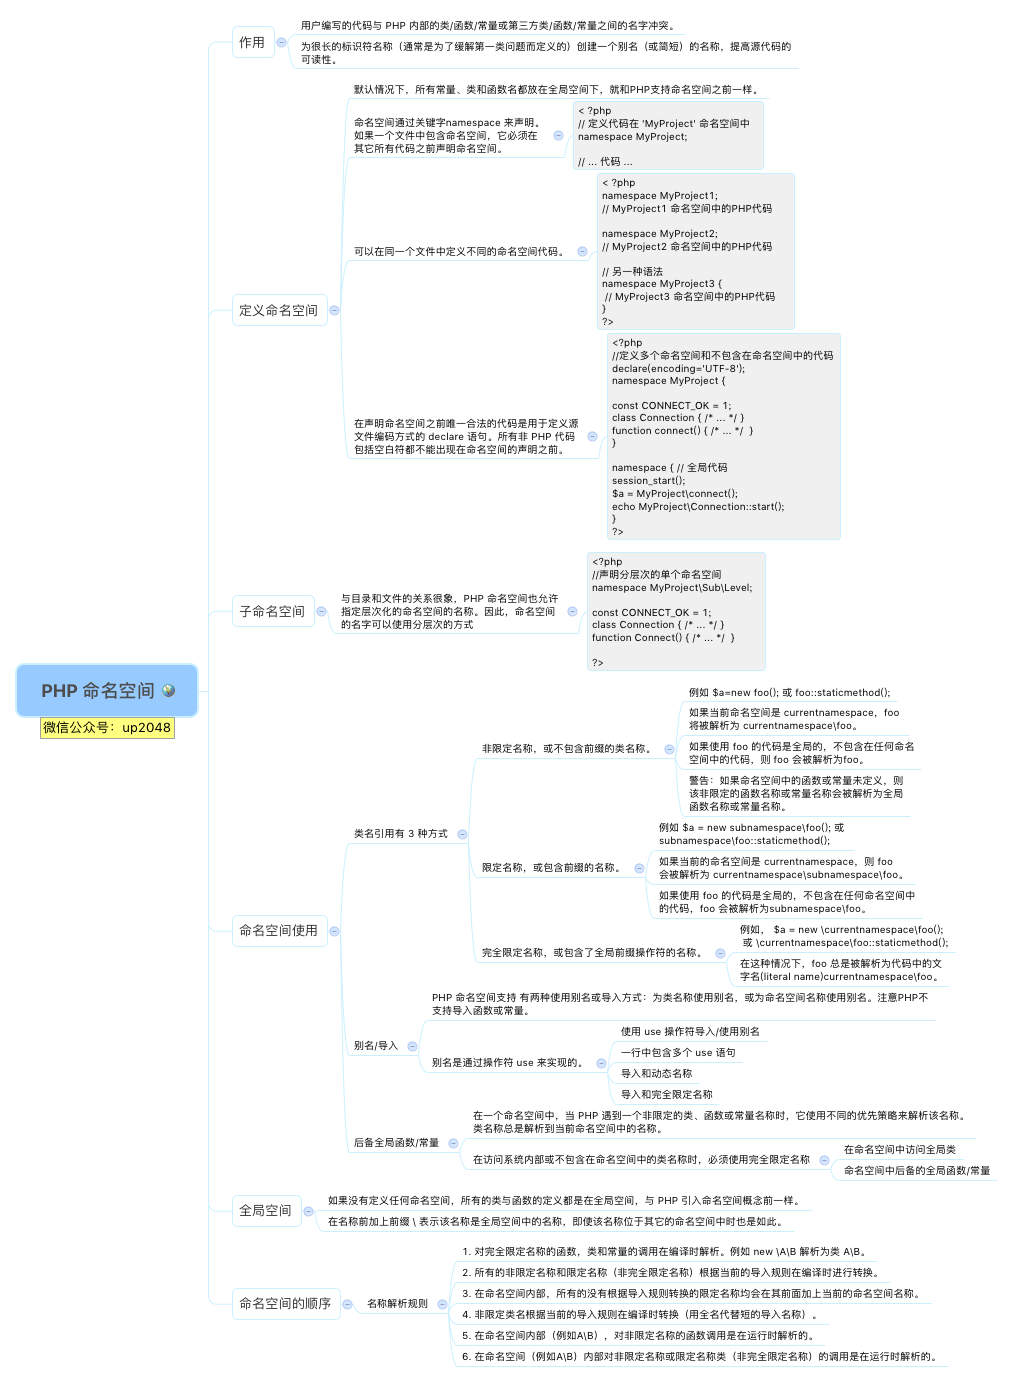 PHP 命名空间
微信公众号：up2048
作用
用户编写的代码与 PHP 内部的类/函数/常量或第三方类/函数/常量之间的名字冲突。
为很长的标识符名称（通常是为了缓解第一类问题而定义的）创建一个别名（或简短）的名称，提高源代码的
可读性。
定义命名空间
默认情况下，所有常量、类和函数名都放在全局空间下，就和PHP支持命名空间之前一样。
命名空间通过关键字namespace 来声明。
如果一个文件中包含命名空间，它必须在
其它所有代码之前声明命名空间。
< ?php
// 定义代码在 'MyProject' 命名空间中
namespace MyProject;
// ... 代码 ...
可以在同一个文件中定义不同的命名空间代码。
< ?php
namespace MyProject1;
// MyProject1 命名空间中的PHP代码
namespace MyProject2;
// MyProject2 命名空间中的PHP代码
// 另一种语法
namespace MyProject3 {
// MyProject3 命名空间中的PHP代码
}
?>
在声明命名空间之前唯一合法的代码是用于定义源
文件编码方式的 declare 语句。所有非 PHP 代码
包括空白符都不能出现在命名空间的声明之前。
<?php
//定义多个命名空间和不包含在命名空间中的代码
declare(encoding='UTF-8');
namespace MyProject {
const CONNECT_OK = 1;
class Connection { /* ... */ }
function connect() { /* ... */  }
}
namespace { // 全局代码
session_start();
$a = MyProject\connect();
echo MyProject\Connection::start();
}
?>
子命名空间
与目录和文件的关系很象，PHP 命名空间也允许
指定层次化的命名空间的名称。因此，命名空间
的名字可以使用分层次的方式
<?php
//声明分层次的单个命名空间
namespace MyProject\Sub\Level;
const CONNECT_OK = 1;
class Connection { /* ... */ }
function Connect() { /* ... */  }
?>
命名空间使用
类名引用有 3 种方式
非限定名称，或不包含前缀的类名称。
例如 $a=new foo(); 或 foo::staticmethod();
如果当前命名空间是 currentnamespace，foo
将被解析为 currentnamespace\foo。
如果使用 foo 的代码是全局的，不包含在任何命名
空间中的代码，则 foo 会被解析为foo。
警告：如果命名空间中的函数或常量未定义，则
该非限定的函数名称或常量名称会被解析为全局
函数名称或常量名称。
限定名称，或包含前缀的名称。
例如 $a = new subnamespace\foo(); 或
subnamespace\foo::staticmethod();
如果当前的命名空间是 currentnamespace，则 foo
会被解析为 currentnamespace\subnamespace\foo。
如果使用 foo 的代码是全局的，不包含在任何命名空间中
的代码，foo 会被解析为subnamespace\foo。
完全限定名称，或包含了全局前缀操作符的名称。
例如， $a = new \currentnamespace\foo();
或 \currentnamespace\foo::staticmethod();
在这种情况下，foo 总是被解析为代码中的文
字名(literal name)currentnamespace\foo。
别名/导入
PHP 命名空间支持 有两种使用别名或导入方式：为类名称使用别名，或为命名空间名称使用别名。注意PHP不
支持导入函数或常量。
别名是通过操作符 use 来实现的。
使用 use 操作符导入/使用别名
一行中包含多个 use 语句
导入和动态名称
导入和完全限定名称
后备全局函数/常量
在一个命名空间中，当 PHP 遇到一个非限定的类、函数或常量名称时，它使用不同的优先策略来解析该名称。
类名称总是解析到当前命名空间中的名称。
在访问系统内部或不包含在命名空间中的类名称时，必须使用完全限定名称
在命名空间中访问全局类
命名空间中后备的全局函数/常量
全局空间
如果没有定义任何命名空间，所有的类与函数的定义都是在全局空间，与 PHP 引入命名空间概念前一样。
在名称前加上前缀 \ 表示该名称是全局空间中的名称，即使该名称位于其它的命名空间中时也是如此。
命名空间的顺序
名称解析规则
1. 对完全限定名称的函数，类和常量的调用在编译时解析。例如 new \A\B 解析为类 A\B。
2. 所有的非限定名称和限定名称（非完全限定名称）根据当前的导入规则在编译时进行转换。
3. 在命名空间内部，所有的没有根据导入规则转换的限定名称均会在其前面加上当前的命名空间名称。
4. 非限定类名根据当前的导入规则在编译时转换（用全名代替短的导入名称）。
5. 在命名空间内部（例如A\B），对非限定名称的函数调用是在运行时解析的。
6. 在命名空间（例如A\B）内部对非限定名称或限定名称类（非完全限定名称）的调用是在运行时解析的。